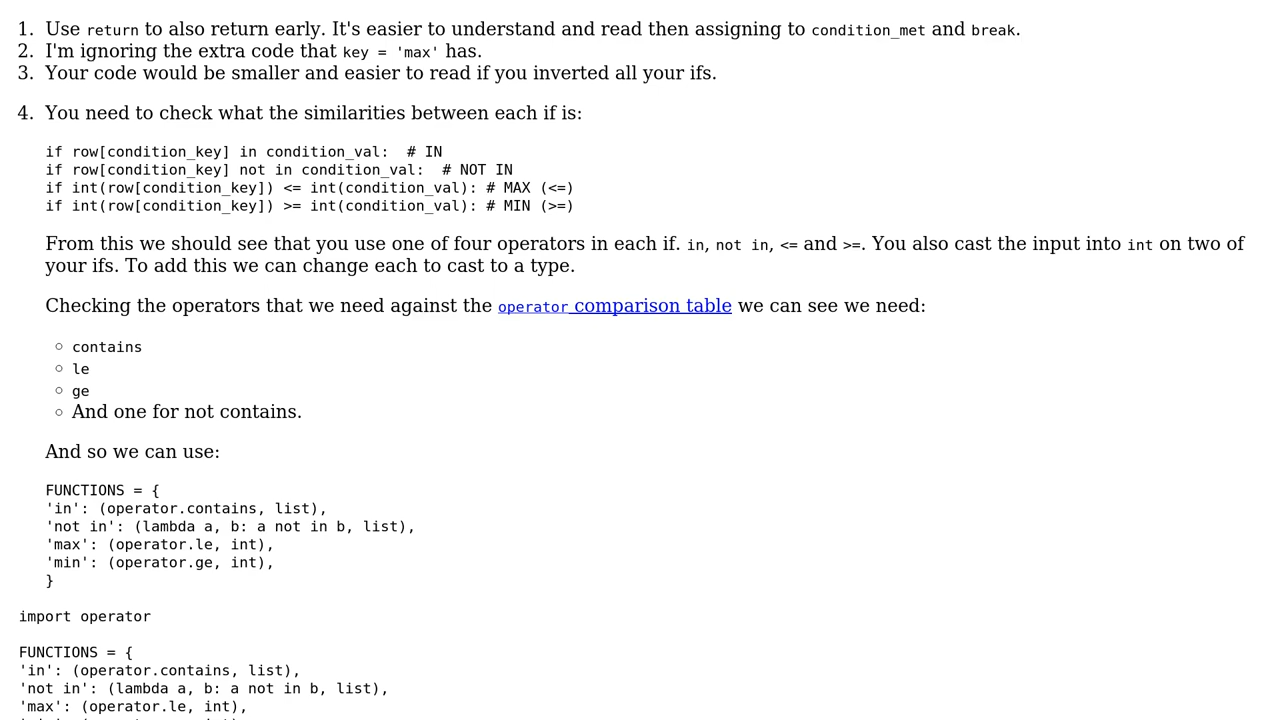 1. Use return to also return early. It's easier to understand and read then assigning to condition_met and break.
2. I'm ignoring the extra code that key = 'max' has.
3. Your code would be smaller and easier to read if you inverted all your ifs.
4. You need to check what the similarities between each if is:
if row[condition_key] in condition_val:  # IN
if row[condition_key] not in condition_val:  # NOT IN
if int(row[condition_key]) <= int(condition_val): # MAX (<=)
if int(row[condition_key]) >= int(condition_val): # MIN (>=)
From this we should see that you use one of four operators in each if. in, not in, <= and >=. You also cast the input into int on two of
your ifs. To add this we can change each to cast to a type.
Checking the operators that we need against the operator comparison table we can see we need:
○ contains
○ le
○ ge
○ And one for not contains.
And so we can use:
FUNCTIONS = {
'in': (operator.contains, list),
'not in': (lambda a, b: a not in b, list),
'max': (operator.le, int),
'min': (operator.ge, int),
}
import operator
FUNCTIONS = {
'in': (operator.contains, list),
'not in': (lambda a, b: a not in b, list),
'max': (operator.le, int),